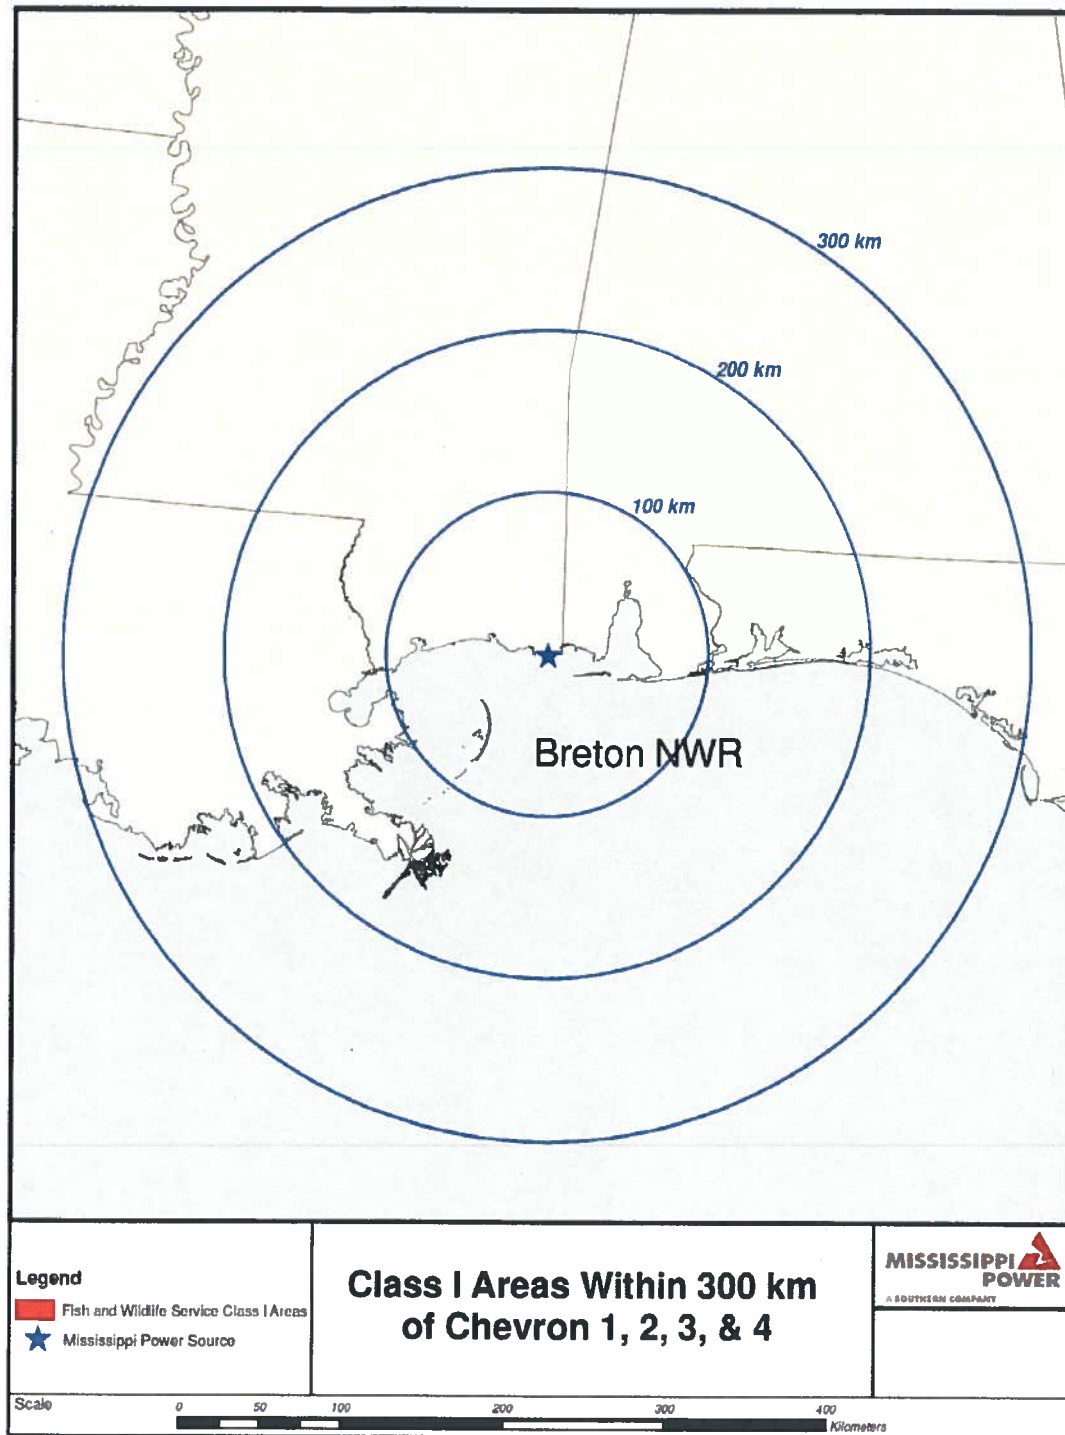 300 km
200 km
100 km
Breton NWR
Legend
Fish and Wildlife Service Class I Areas
Mississippi Power Source
Class I Areas Within 300 km
of Chevron 1, 2, 3, & 4
MISSISSIPPI
POWER
A SOUTHERN COMPANY
Scale
0 50 100 200 300 400
Kilometers